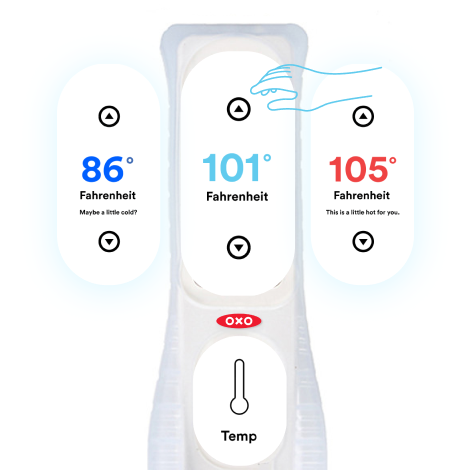 86°
Fahrenheit
Maybe a little cold?
101°
Fahrenheit
105°
Fahrenheit
This is a little hot for you.
OXO
Temp